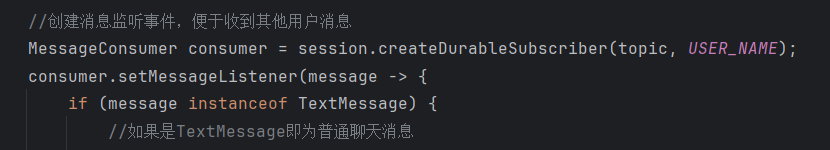 //创建消息监听事件，便于收到其他用户消息
MessageConsumer consumer = session.createDurableSubscriber(topic, USER_NAME);
consumer.setMessageListener(message -> {
if (message instanceof TextMessage) {
//如果是TextMessage即为普通聊天消息